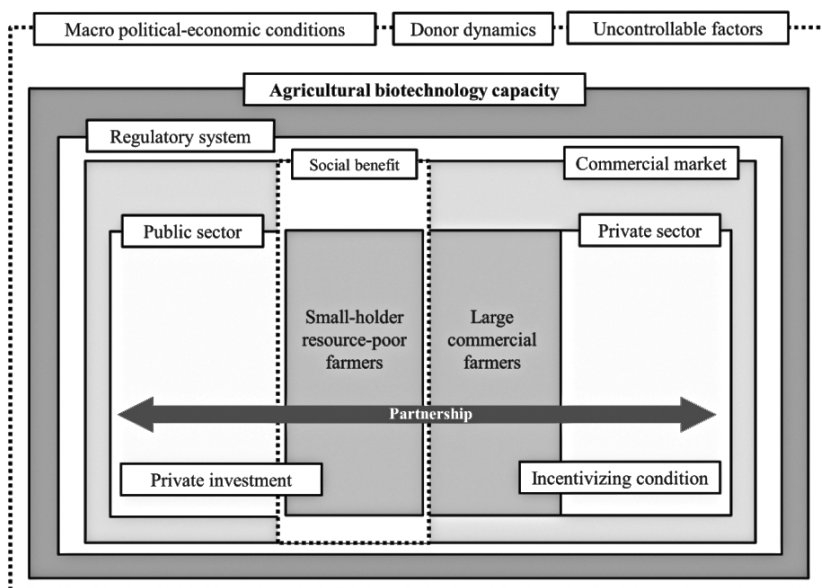 Macro political-economic conditions
Donor dynamics
Uncontrollable factors
Agricultural biotechnology capacity
Regulatory system
Social benefit
Commercial market
Public sector
Private sector
Small-holder
resource-poor
farmers
Large
commercial
farmers
Partnership
Private investment
Incentivizing condition